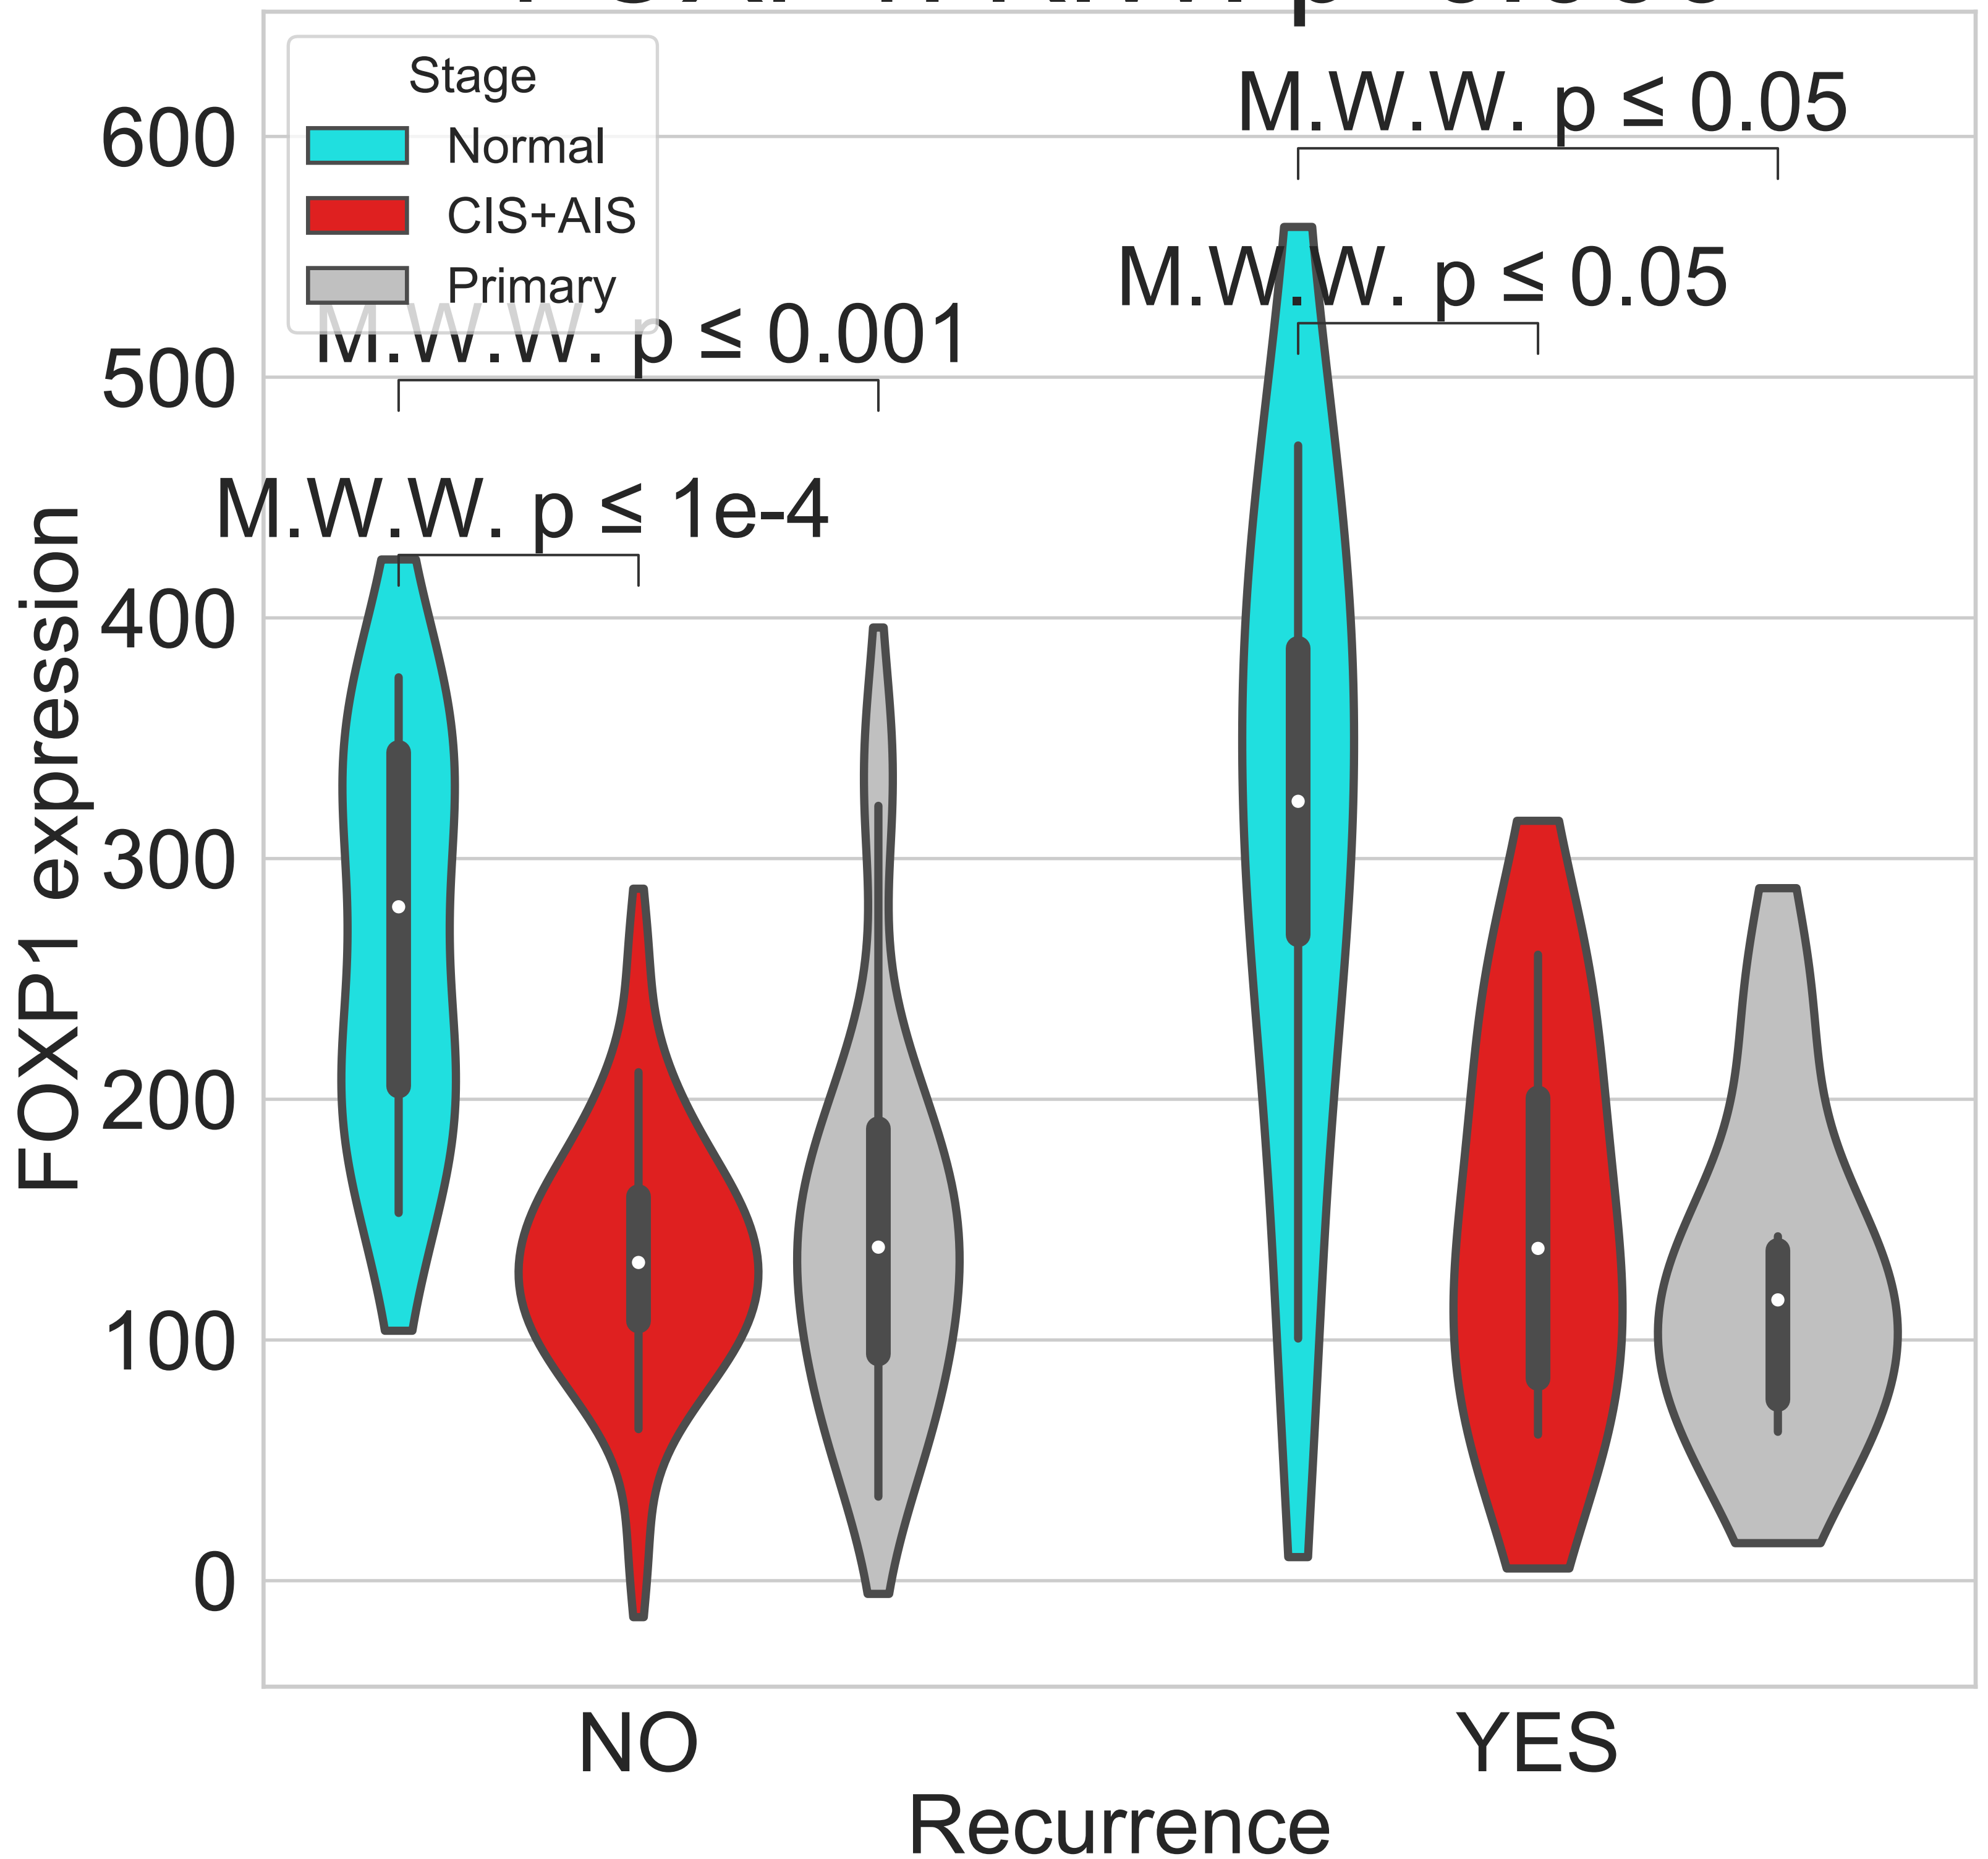 Stage
Normal
CIS+AIS
Primary
M.W.W. p ≤ 0.05
M.W.W. p ≤ 0.05
M.W.W. p ≤ 0.001
M.W.W. p ≤ 1e-4
FOXP1 expression
600
500
400
300
200
100
0
NO
YES
Recurrence